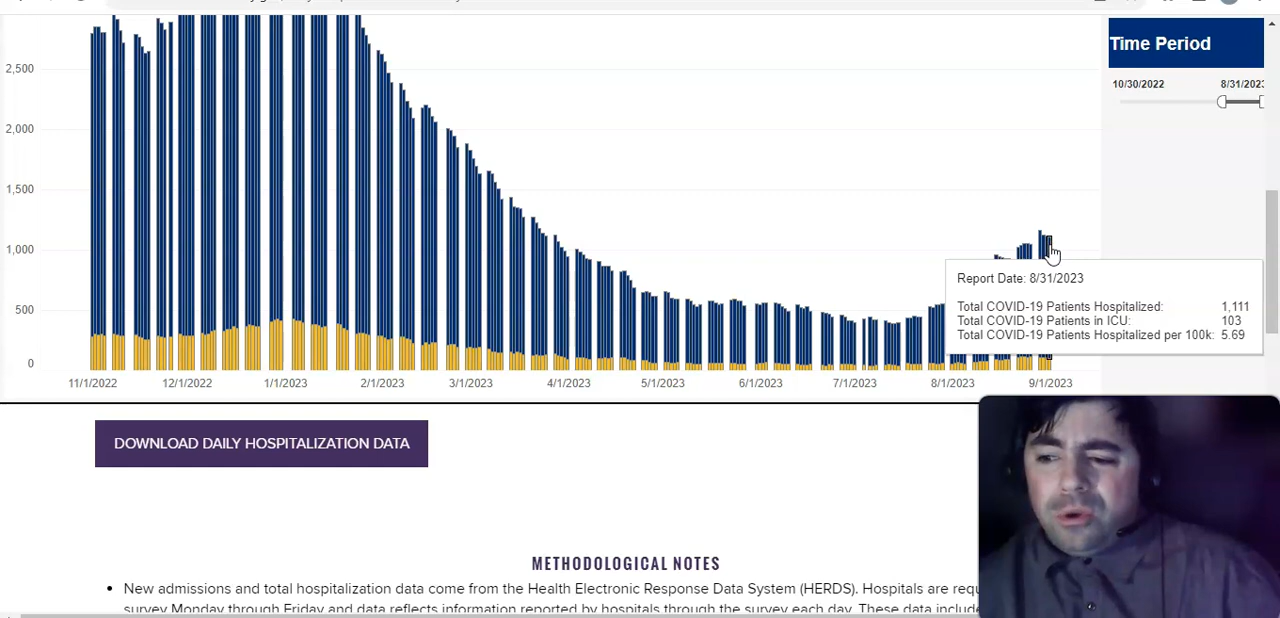 Time Period
10/30/2022 8/31/2023
2,500
2,000
1,500
1,000
500
0
Report Date: 8/31/2023
Total COVID-19 Patients Hospitalized: 1,111
Total COVID-19 Patients in ICU: 103
Total COVID-19 Patients Hospitalized per 100k: 5.69
11/1/2022 12/1/2022 1/1/2023 2/1/2023 3/1/2023 4/1/2023 5/1/2023 6/1/2023 7/1/2023 8/1/2023 9/1/2023
DOWNLOAD DAILY HOSPITALIZATION DATA
METHODOLOGICAL NOTES
• New admissions and total hospitalization data come from the Health Electronic Response Data System (HERDS). Hospitals are requ
survey Monday through Friday and data reflects information reported by hospitals through the survey each day. These data include